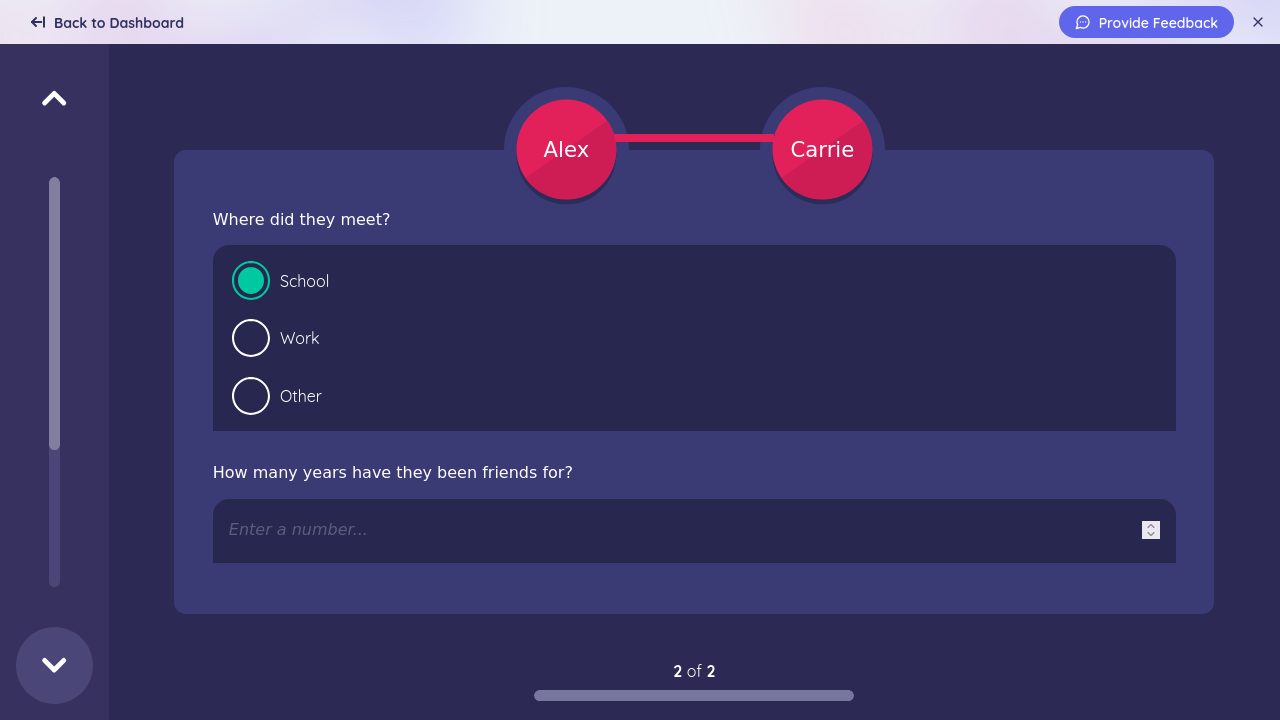 Back to Dashboard
Provide Feedback
Alex
Carrie
Where did they meet?
School
Work
Other
How many years have they been friends for?
Enter a number...
2 of 2